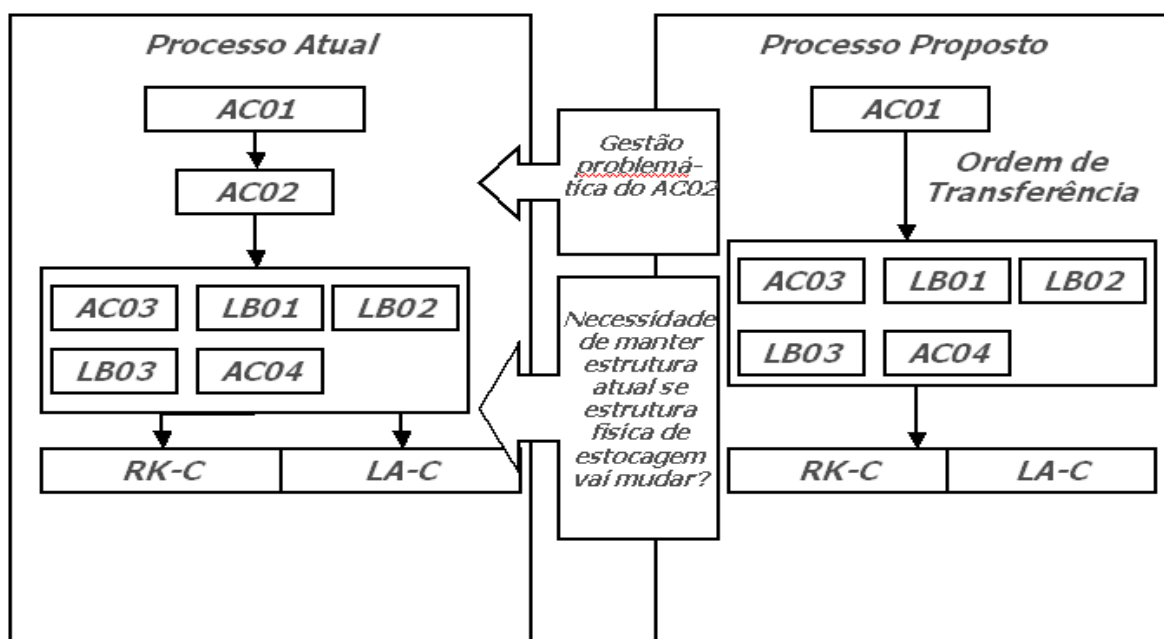 Processo Atual
AC01
AC02
AC03 LB01 LB02
LB03 AC04
RK-C LA-C
Gestão
problemá-
tica do AC02
Necessidade
de manter
estrutura
atual se
estrutura
física de
estocagem
vai mudar?
Processo Proposto
AC01
Ordem de
Transferência
AC03 LB01 LB02
LB03 AC04
RK-C LA-C